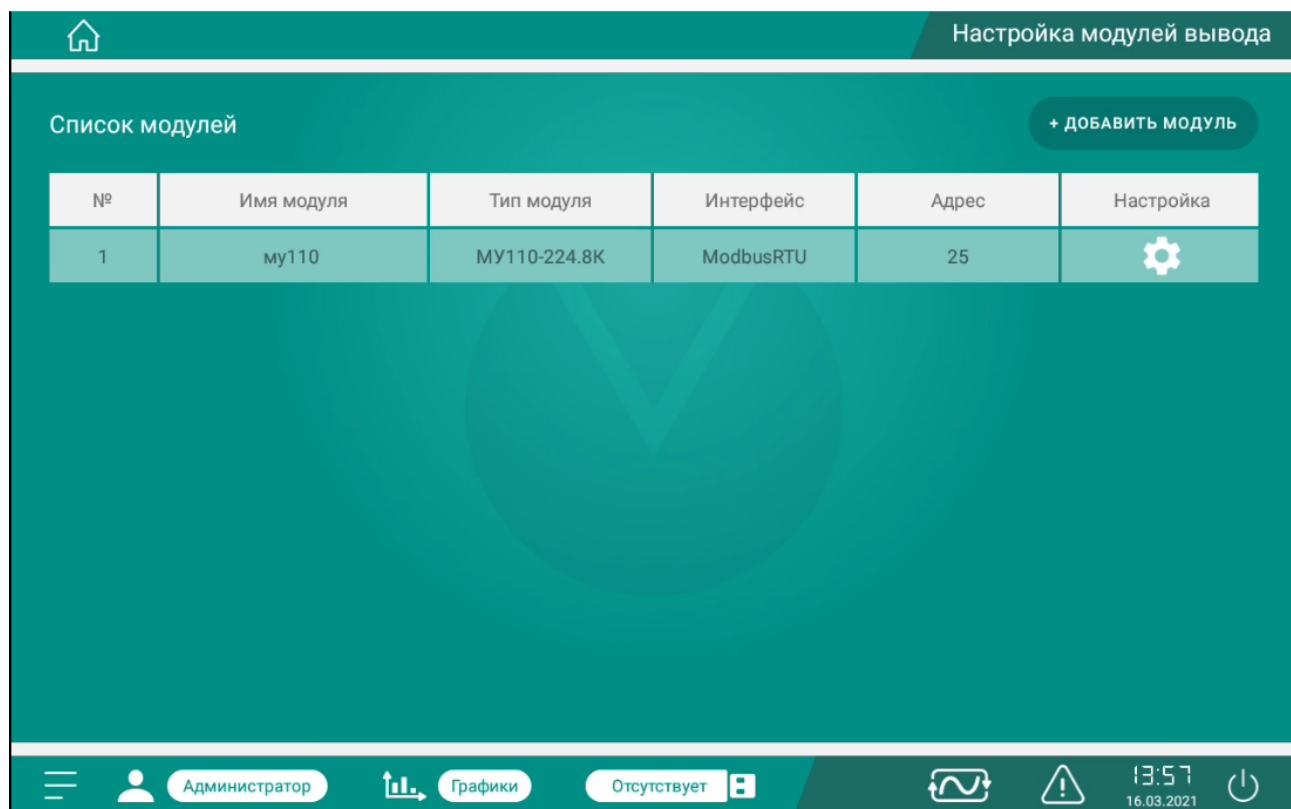 Настройка модулей вывода
Список модулей
+ ДОБАВИТЬ МОДУЛЬ
№ Имя модуля Тип модуля Интерфейс Адрес Настройка
1 му110 МУ110-224.8К ModbusRTU 25
Администратор Графики Отсутствует 13:57
16.03.2021